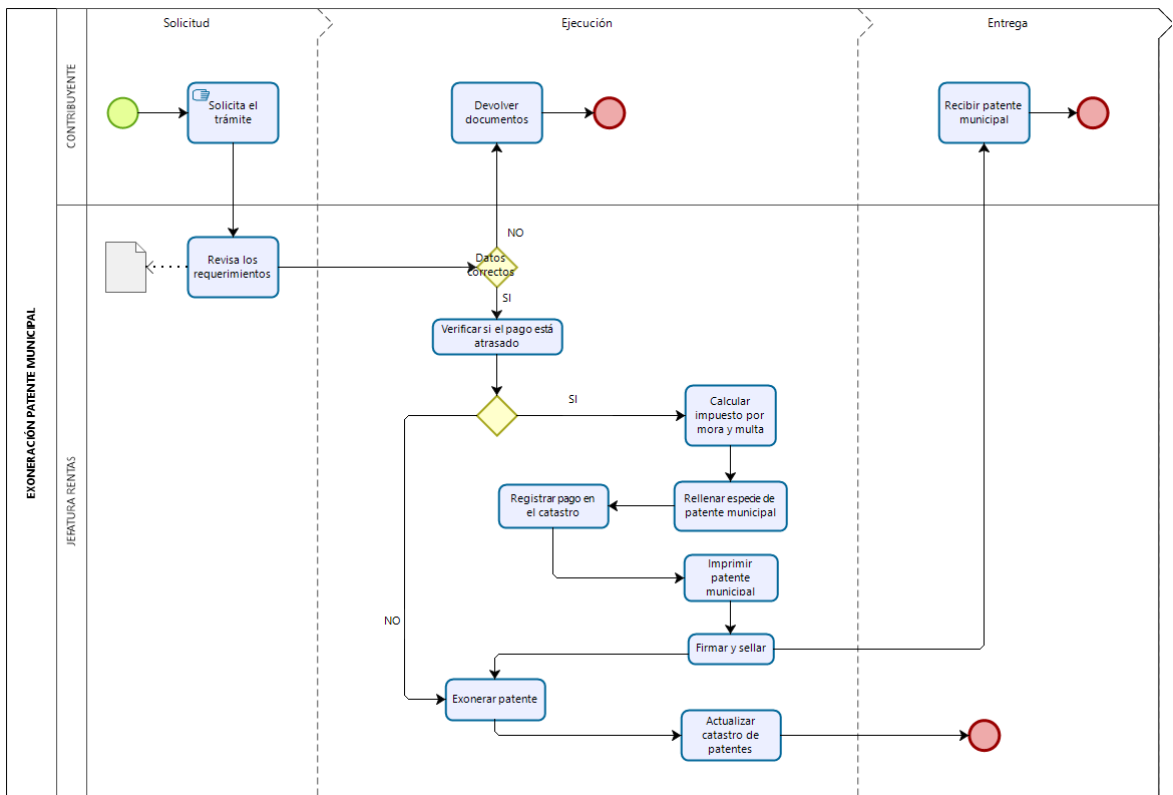 Solicitud
Ejecución
Entrega
EXONERACIÓN PATENTE MUNICIPAL
CONTRIBUYENTE
Solicita el
trámite
Devolver
documentos
Recibir patente
municipal
JEFATURA RENTAS
Revisa los
requerimientos
NO
Datos
correctos
SI
Verificar si el pago está
atrasado
SI
Calcular
impuesto por
mora y multa
Registrar pago en
el catastro
Rellenar especie de
patente municipal
Imprimir
patente
municipal
NO
Firmar y sellar
Exonerar patente
Actualizar
catastro de
patentes